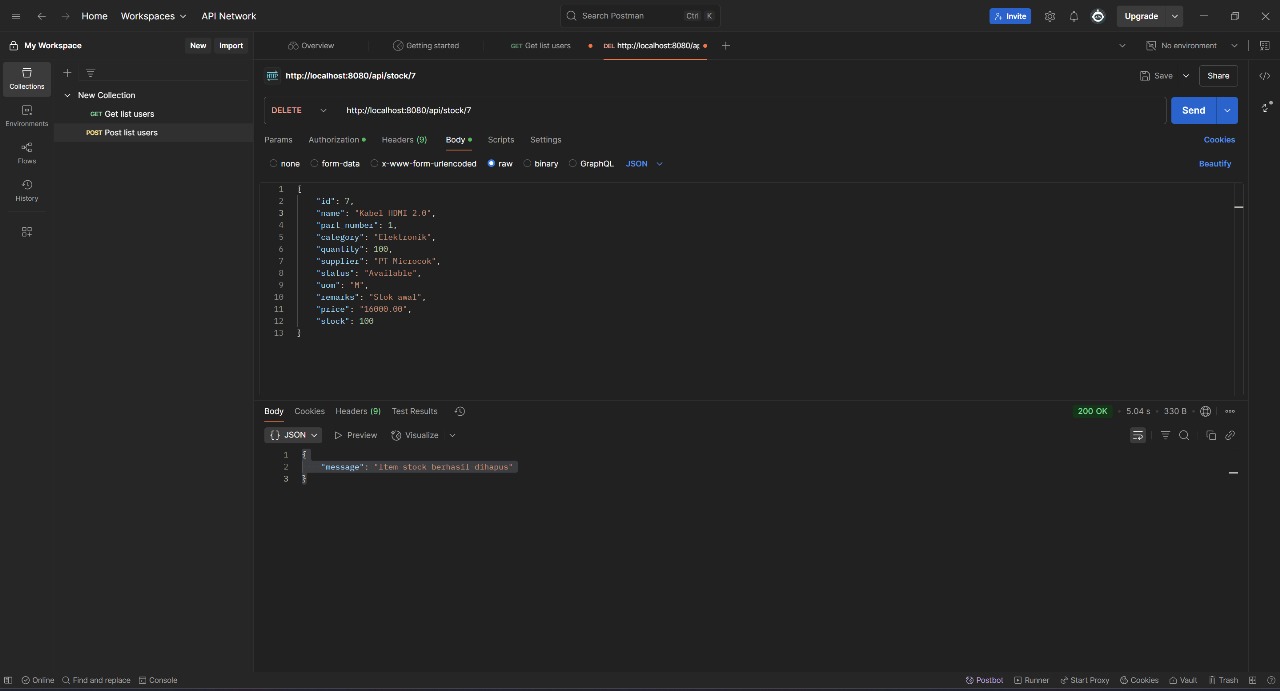 Home Workspaces API Network Search Postman Ctrl K Invite Upgrade
My Workspace New Import Overview Getting started GET Get list users DEL http://localhost:8080/ap No environment
Collections
New Collection
GET Get list users
POST Post list users
Environments
Flows
History
HTTP http://localhost:8080/api/stock/7 Save Share
DELETE http://localhost:8080/api/stock/7 Send
Params Authorization Headers (9) Body Scripts Settings Cookies
none form-data x-www-form-urlencoded raw binary GraphQL JSON Beautify
1 {
2 "id": 7,
3 "name": "Kabel HDMI 2.0",
4 "part_number": 1,
5 "category": "Elektronik",
6 "quantity": 100,
7 "supplier": "PT Microcok",
8 "status": "Available",
9 "uom": "M",
10 "remarks": "Stok awal",
11 "price": "16000.00",
12 "stock": 100
13 }
Body Cookies Headers (9) Test Results 200 OK 5.04 s 330 B
{} JSON Preview Visualize
1 {
2 "message": "Item stock berhasil dihapus"
3 }
Online Find and replace Console Postbot Runner Start Proxy Cookies Vault Trash